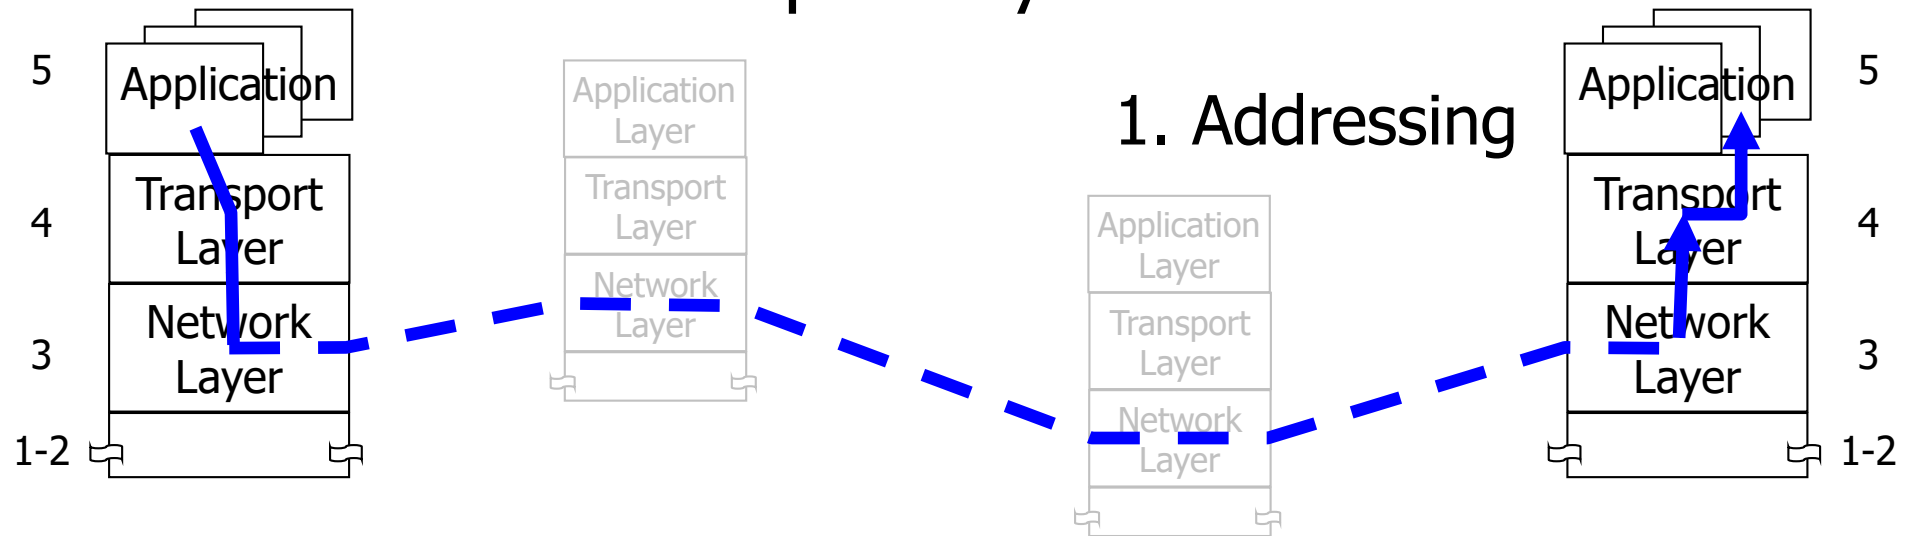 5
Application
4
Transport
Layer
3
Network
Layer
1-2
Application
Layer
Transport
Layer
Network
Layer
1. Addressing
Application
Layer
Transport
Layer
Network
Layer
Application
5
Transport
Layer
4
Network
Layer
3
1-2